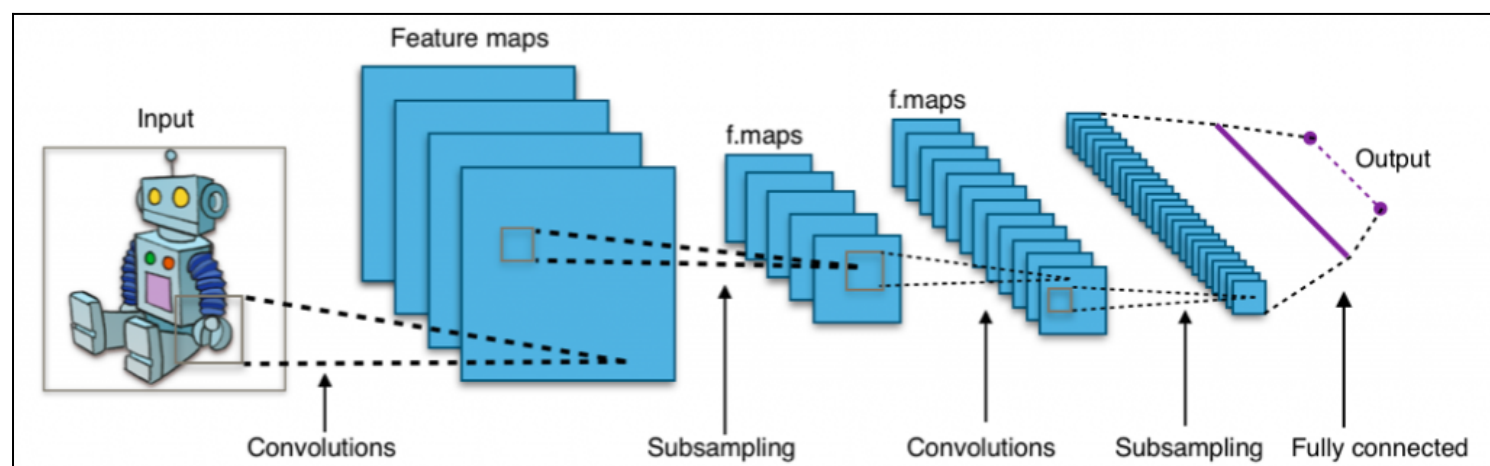 Feature maps
Input
f.maps
f.maps
Output
Convolutions
Subsampling
Convolutions
Subsampling
Fully connected